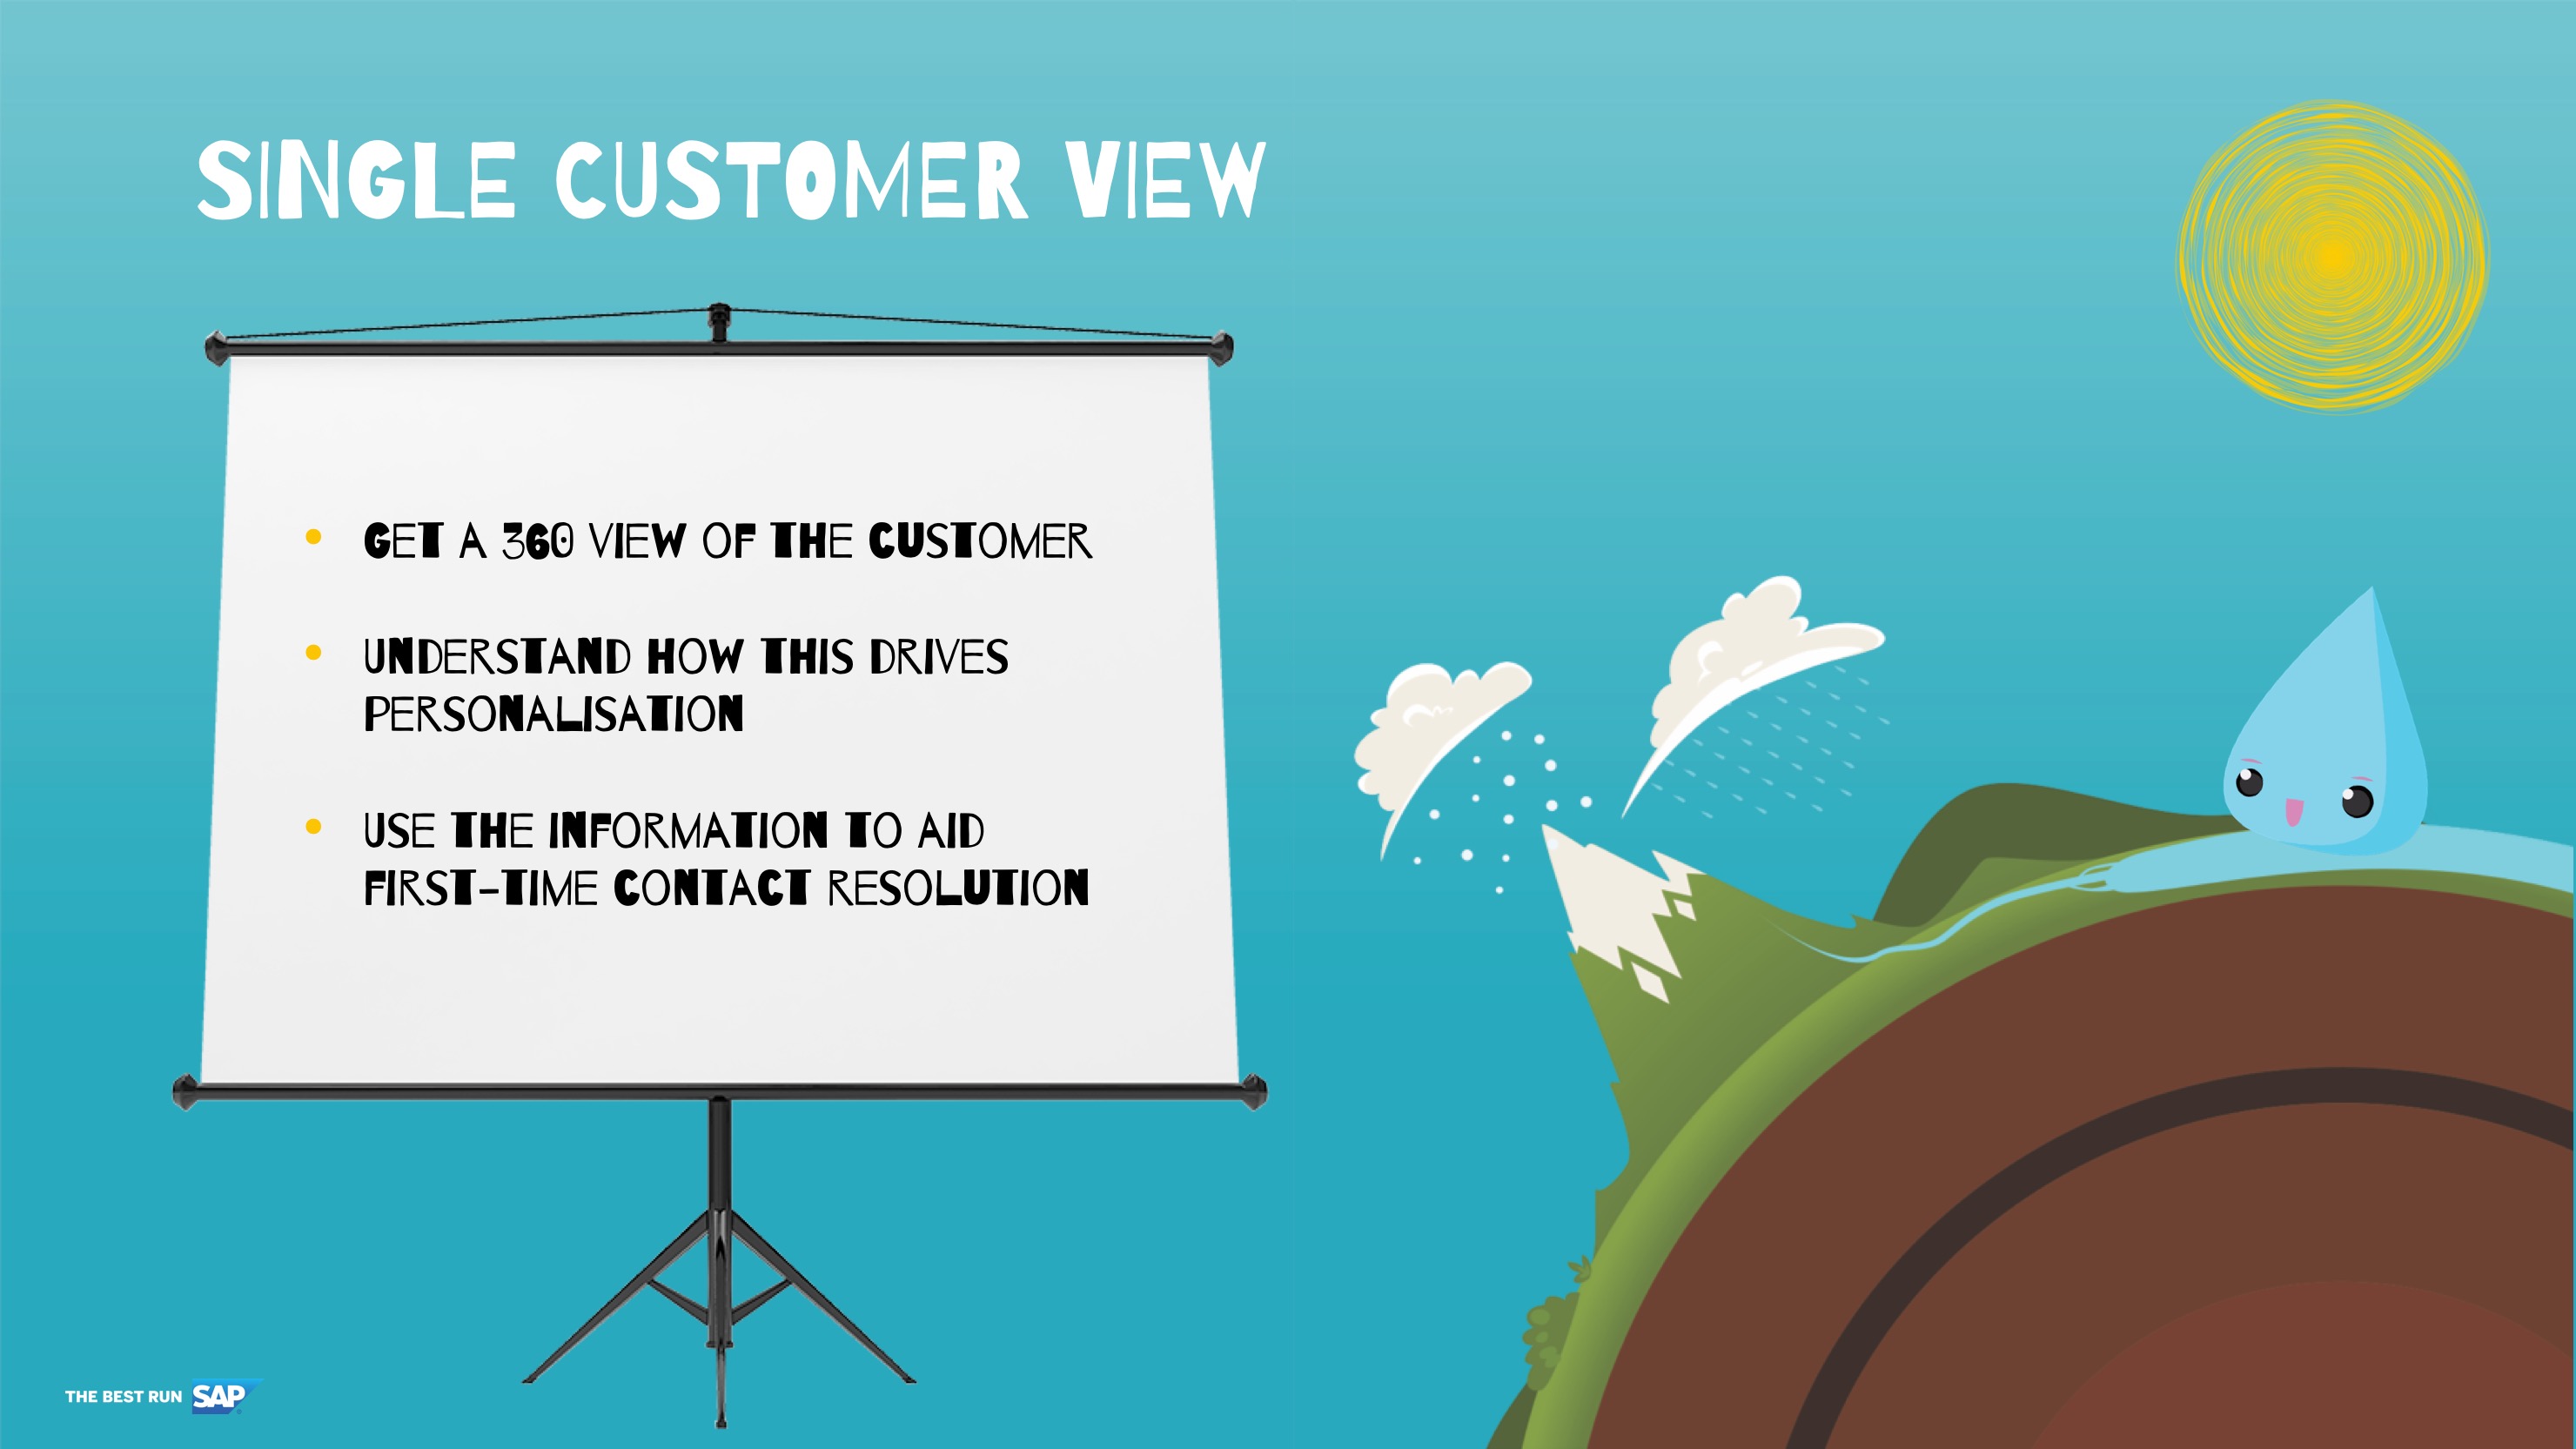 SINGLE CUSTOMER VIEW
• GET A 360 VIEW OF THE CUSTOMER
• UNDERSTAND HOW THIS DRIVES
PERSONALISATION
• USE THE INFORMATION TO AID
FIRST-TIME CONTACT RESOLUTION
THE BEST RUN SAP